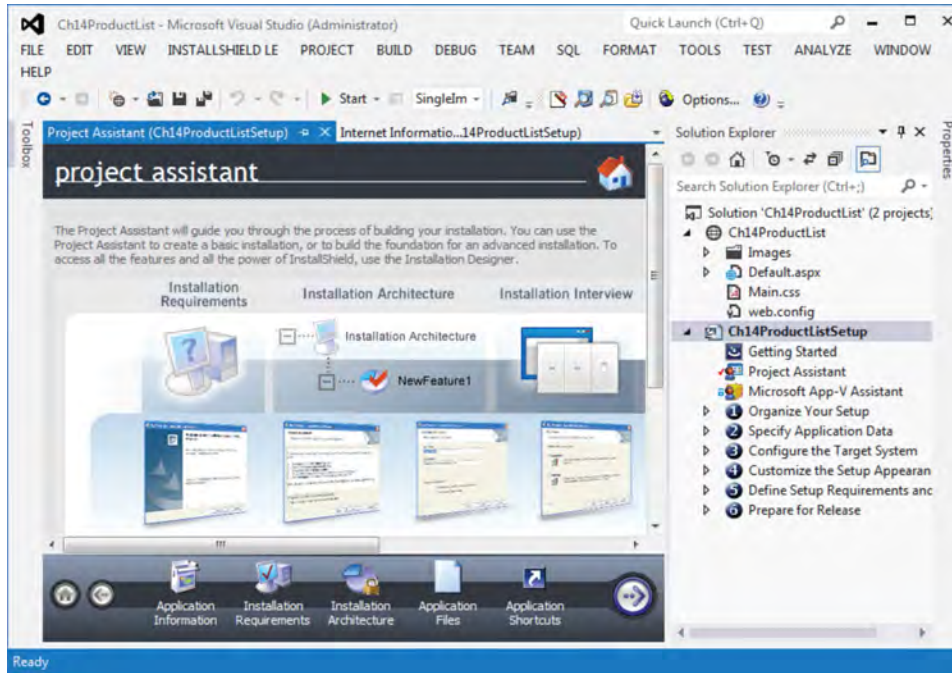 Ch14ProductList - Microsoft Visual Studio (Administrator)
Quick Launch (Ctrl+Q)
FILE EDIT VIEW INSTALLSHIELD LE PROJECT BUILD DEBUG TEAM SQL FORMAT TOOLS TEST ANALYZE WINDOW
HELP
Start SingleIm Options...
Toolbox
Project Assistant (Ch14ProductListSetup) Internet Informatio...14ProductListSetup)
project assistant
The Project Assistant will guide you through the process of building your installation. You can use the
Project Assistant to create a basic installation, or to build the foundation for an advanced installation. To
access all the features and all the power of InstallShield, use the Installation Designer.
Installation
Requirements
Installation Architecture
Installation Interview
Installation Architecture
NewFeature1
Application
Information
Installation
Requirements
Installation
Architecture
Application
Files
Application
Shortcuts
Solution Explorer
Search Solution Explorer (Ctrl+;)
Solution 'Ch14ProductList' (2 projects)
Ch14ProductList
Images
Default.aspx
Main.css
web.config
Ch14ProductListSetup
Getting Started
Project Assistant
Microsoft App-V Assistant
1 Organize Your Setup
2 Specify Application Data
3 Configure the Target System
4 Customize the Setup Appearan
5 Define Setup Requirements and
6 Prepare for Release
Properties
Ready